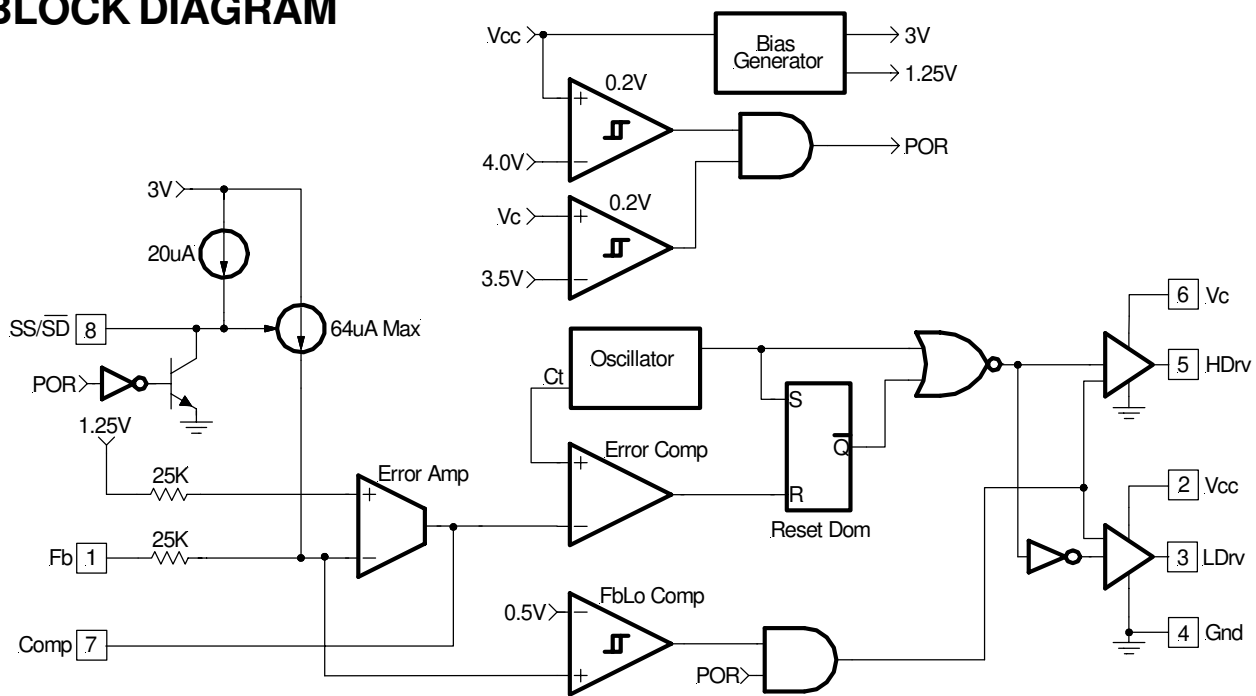 BLOCK DIAGRAM
Vcc
Bias
Generator
3V
1.25V
0.2V
+
4.0V
−
POR
3V
0.2V
Vc
+
20uA
3.5V
−
6
Vc
SS/SD
8
64uA Max
Oscillator
Ct
5
HDrv
POR
1.25V
S
Q
Error Comp
+
25K
Error Amp
+
R
−
Reset Dom
2
Vcc
Fb
1
25K
−
3
LDrv
FbLo Comp
0.5V
−
Comp
7
4
Gnd
+
POR